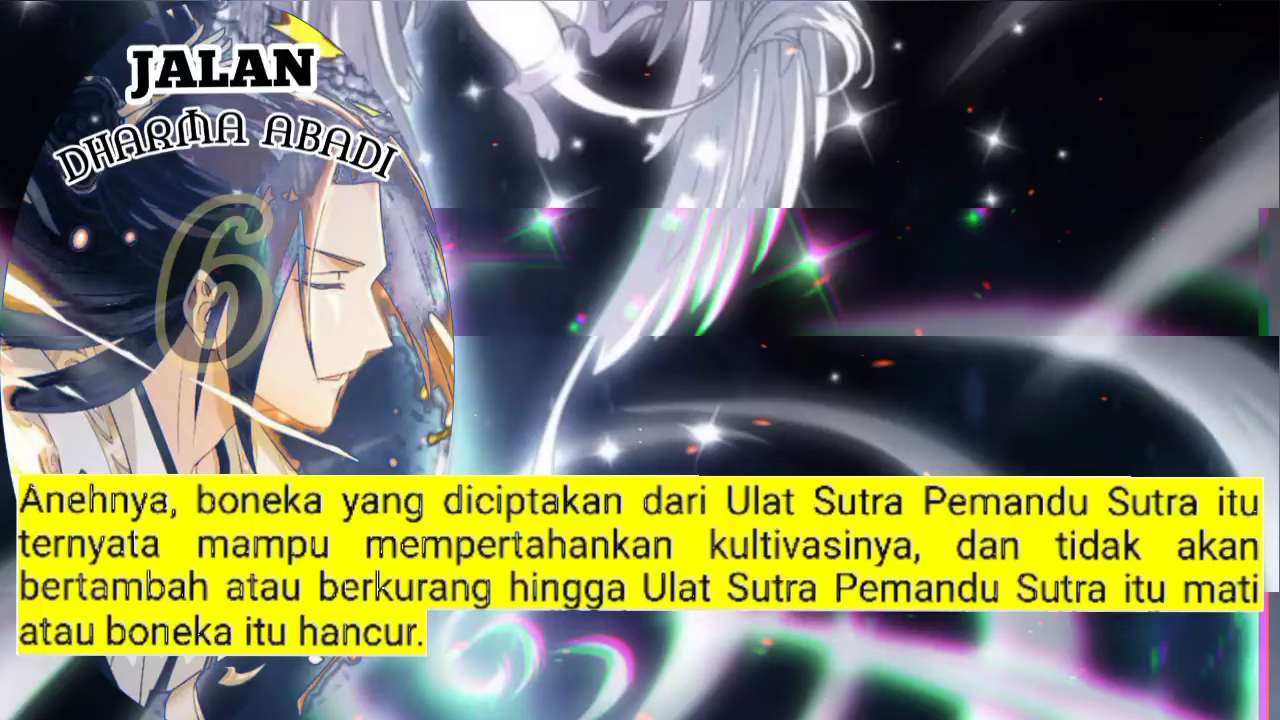 JALAN
DHARMA ABADI
6
Anehnya, boneka yang diciptakan dari Ulat Sutra Pemandu Sutra itu
ternyata mampu mempertahankan kultivasinya, dan tidak akan
bertambah atau berkurang hingga Ulat Sutra Pemandu Sutra itu mati
atau boneka itu hancur.